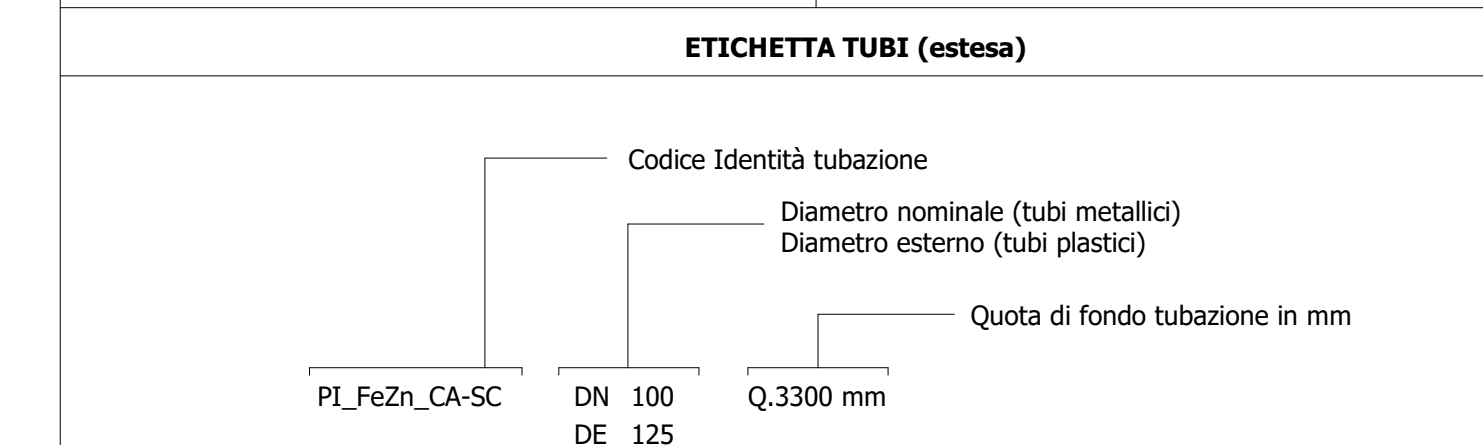 ETICHETTA TUBI (estesa)
Codice Identità tubazione
Diametro nominale (tubi metallici)
Diametro esterno (tubi plastici)
Quota di fondo tubazione in mm
PI_FeZn_CA-SC DN 100 Q.3300 mm
DE 125